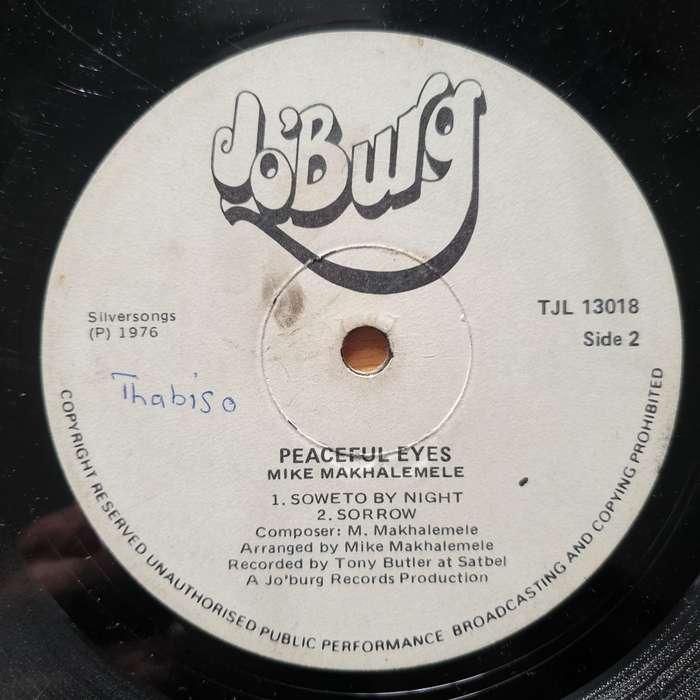 Jo'Burg
Silversongs
(P) 1976
TJL 13018
Side 2
Thabiso
PEACEFUL EYES
MIKE MAKHALEMELE
1. SOWETO BY NIGHT
2. SORROW
Composer: M. Makhalemele
Arranged by Mike Makhalemele
Recorded by Tony Butler at Satbel
A Jo'burg Records Production
COPYRIGHT RESERVED UNAUTHORISED PUBLIC PERFORMANCE BROADCASTING AND COPYING PROHIBITED